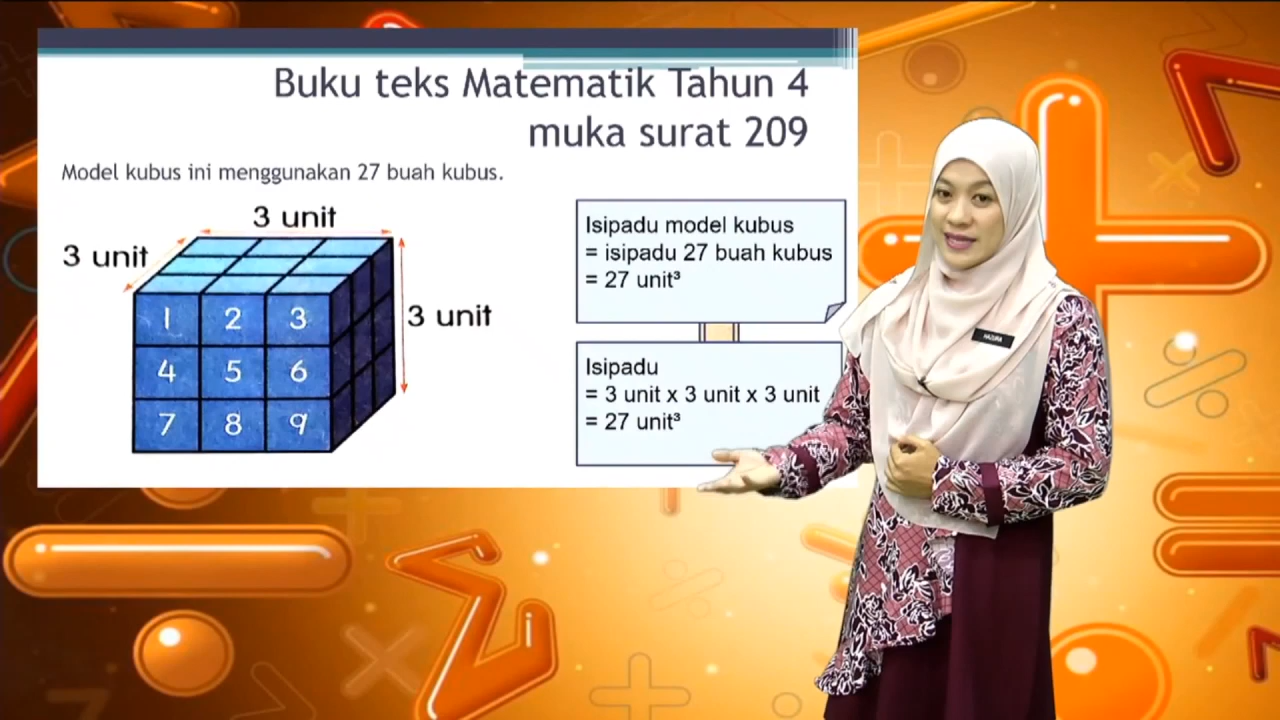 Buku teks Matematik Tahun 4
muka surat 209
Model kubus ini menggunakan 27 buah kubus.
3 unit
3 unit
3 unit
1 2 3
4 5 6
7 8 9
Isipadu model kubus
= isipadu 27 buah kubus
= 27 unit³
Isipadu
= 3 unit x 3 unit x 3 unit
= 27 unit³
HAZURA